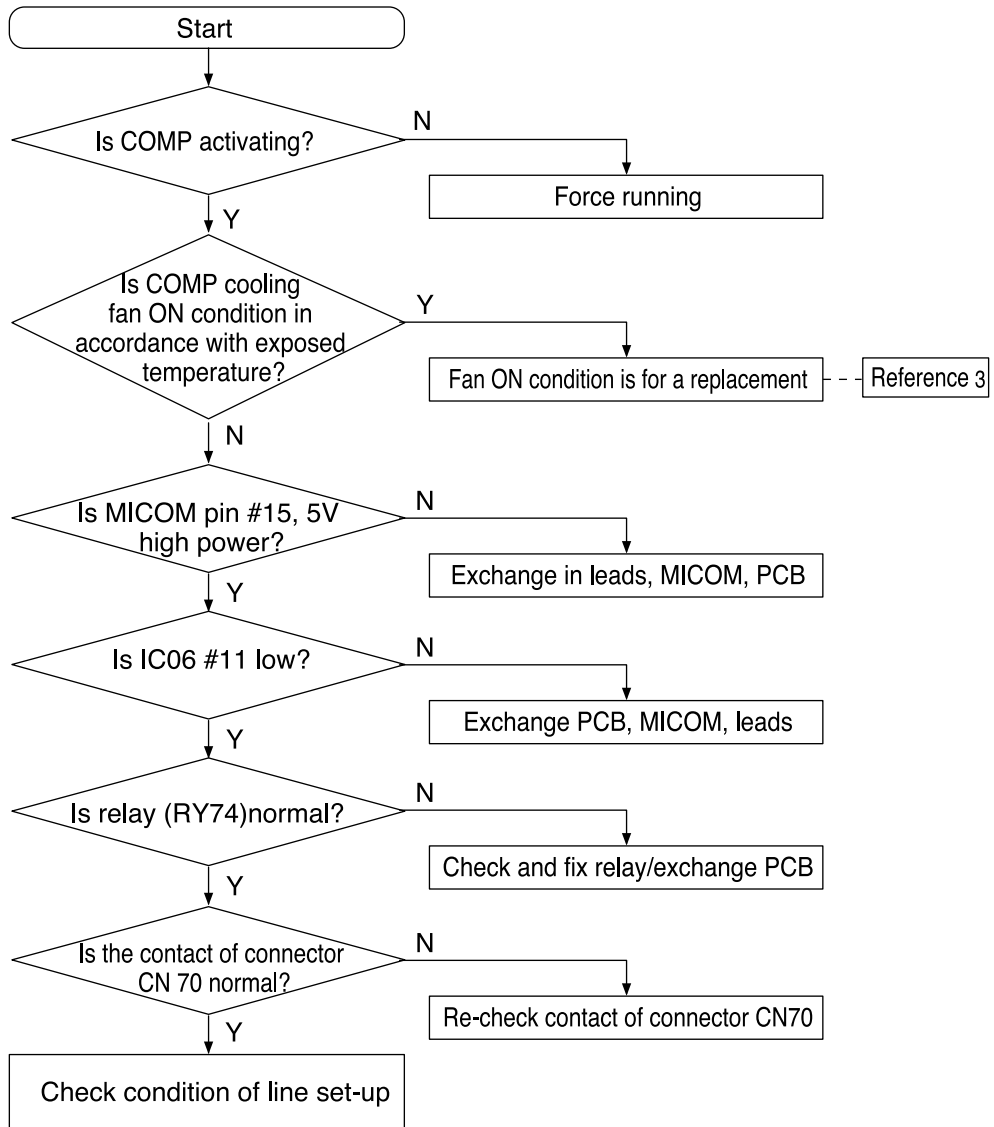 Start
Is COMP activating?
N
Force running
Y
Is COMP cooling
fan ON condition in
accordance with exposed
temperature?
Y
Fan ON condition is for a replacement
Reference 3
N
Is MICOM pin #15, 5V
high power?
N
Exchange in leads, MICOM, PCB
Y
Is IC06 #11 low?
N
Exchange PCB, MICOM, leads
Y
Is relay (RY74)normal?
N
Check and fix relay/exchange PCB
Y
Is the contact of connector
CN 70 normal?
N
Re-check contact of connector CN70
Y
Check condition of line set-up